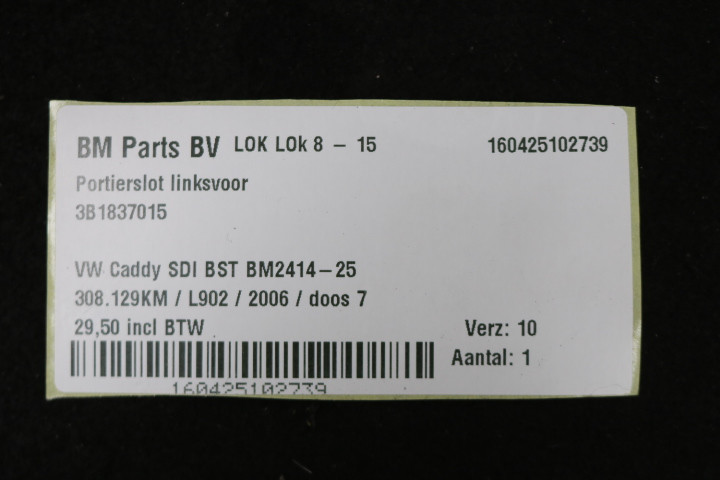 BM Parts BV LOK LOk 8 - 15 160425102739
Portierslot linksvoor
3B1837015
VW Caddy SDI BST BM2414-25
308.129KM / L902 / 2006 / doos 7
29,50 incl BTW Verz: 10
Aantal: 1
160425102739